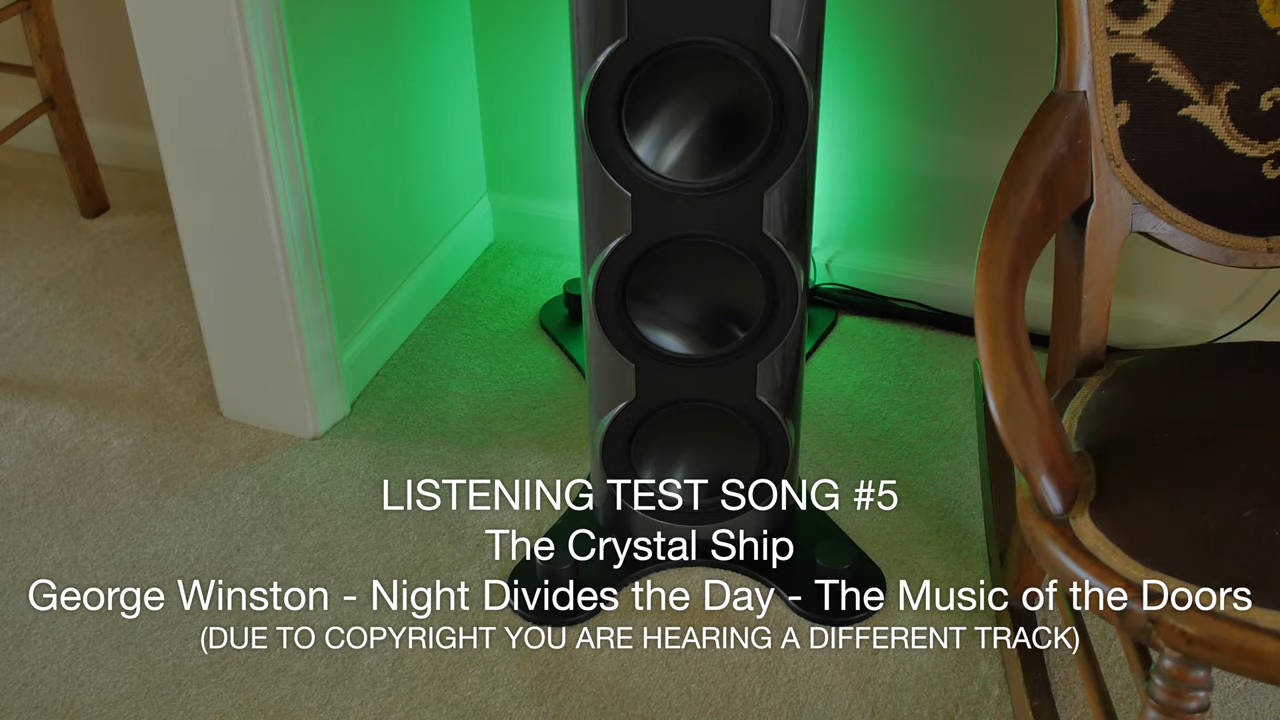 LISTENING TEST SONG #5
The Crystal Ship
George Winston - Night Divides the Day - The Music of the Doors
(DUE TO COPYRIGHT YOU ARE HEARING A DIFFERENT TRACK)